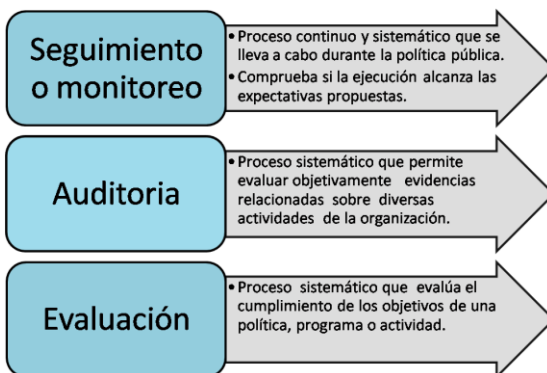 Seguimiento
o monitoreo
• Proceso continuo y sistemático que se
lleva a cabo durante la política pública.
• Comprueba si la ejecución alcanza las
expectativas propuestas.
Auditoria
• Proceso sistemático que permite
evaluar objetivamente evidencias
relacionadas sobre diversas
actividades de la organización.
Evaluación
• Proceso sistemático que evalúa el
cumplimiento de los objetivos de una
política, programa o actividad.